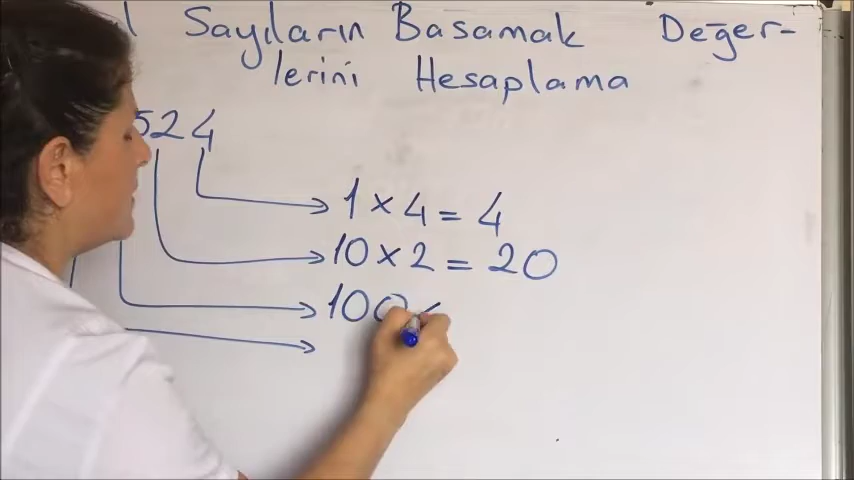 Sayıların Basamak Değer-
lerini Hesaplama
524
1 × 4 = 4
10 × 2 = 20
100 ×